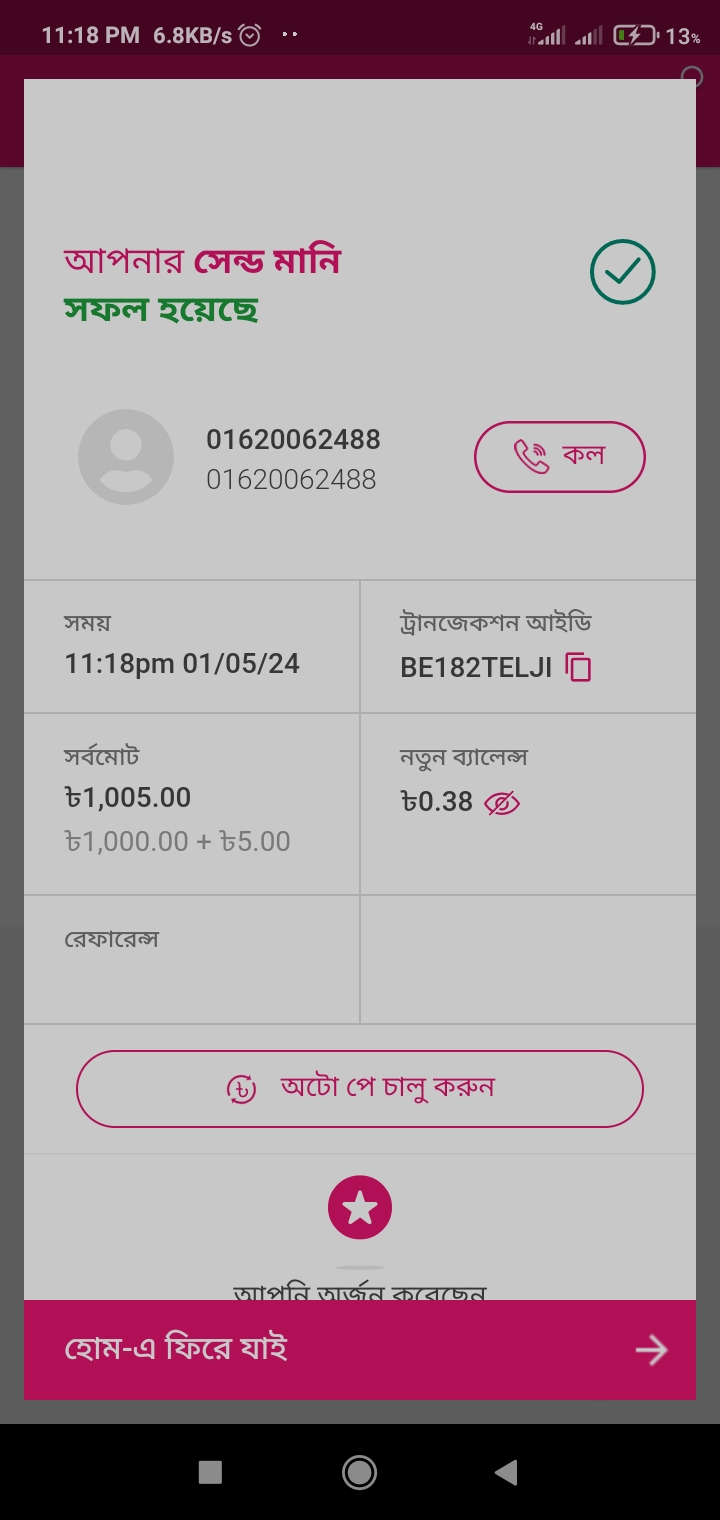 11:18 PM 6.8KB/s 4G 13%
আপনার সেন্ড মানি
সফল হয়েছে
01620062488
01620062488
কল
সময়
11:18pm 01/05/24
ট্রানজেকশন আইডি
BE182TELJI
সর্বমোট
৳1,005.00
৳1,000.00 + ৳5.00
নতুন ব্যালেন্স
৳0.38
রেফারেন্স
অটো পে চালু করুন
আপনি অর্জন করেছেন
হোম-এ ফিরে যাই